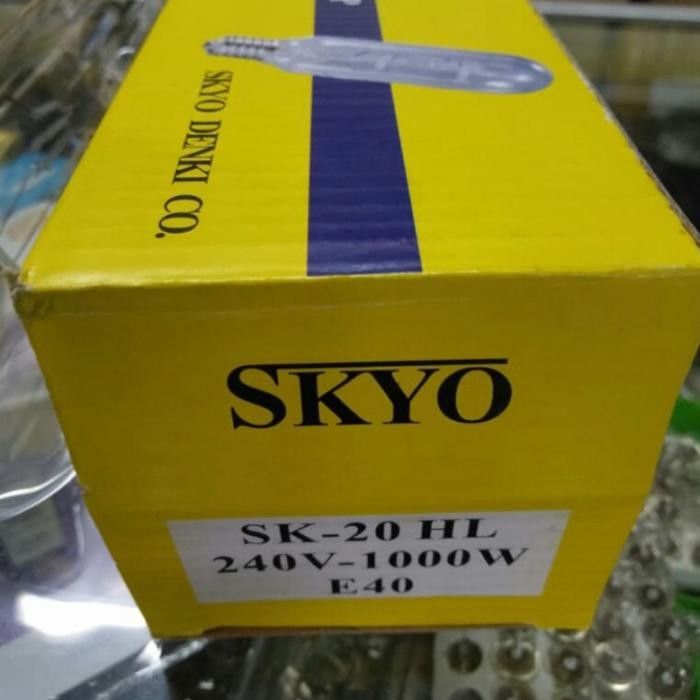 SKYO DENKI CO.
SKYO
SK-20 HL
240V-1000W
E40